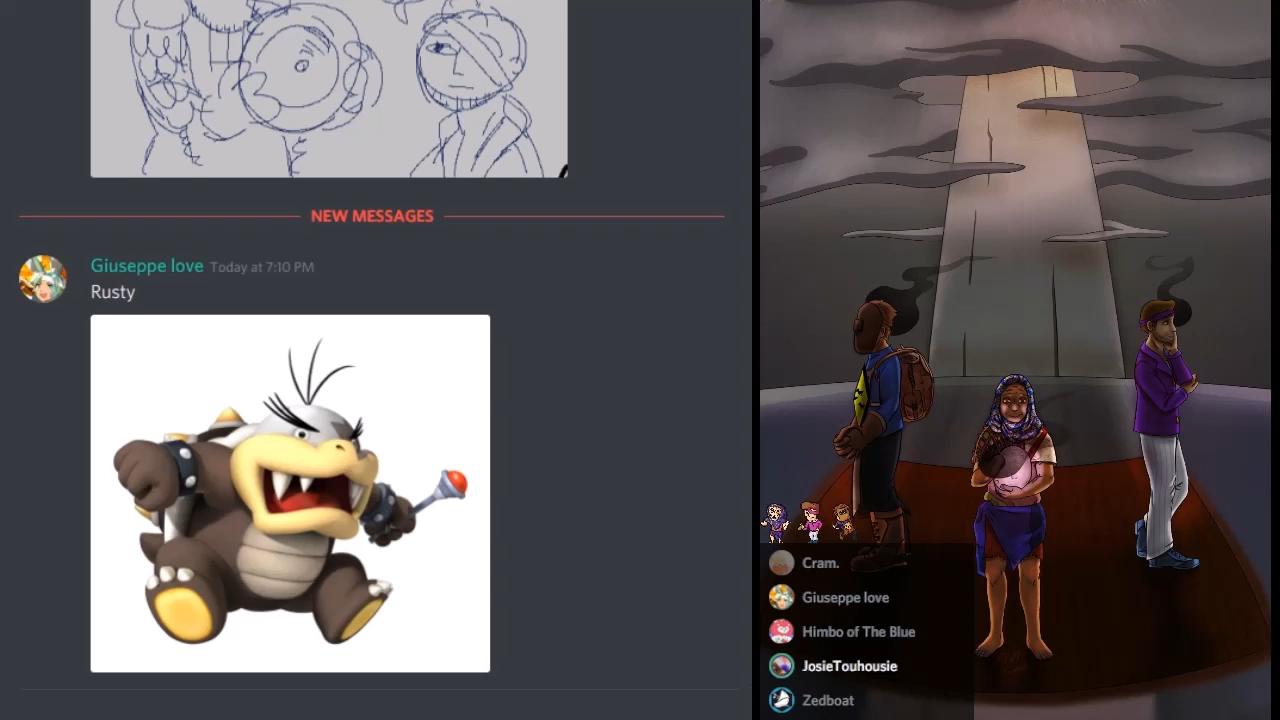 NEW MESSAGES
Giuseppe love Today at 7:10 PM
Rusty
Cram.
Giuseppe love
Himbo of The Blue
JosieTouhousie
Zedboat